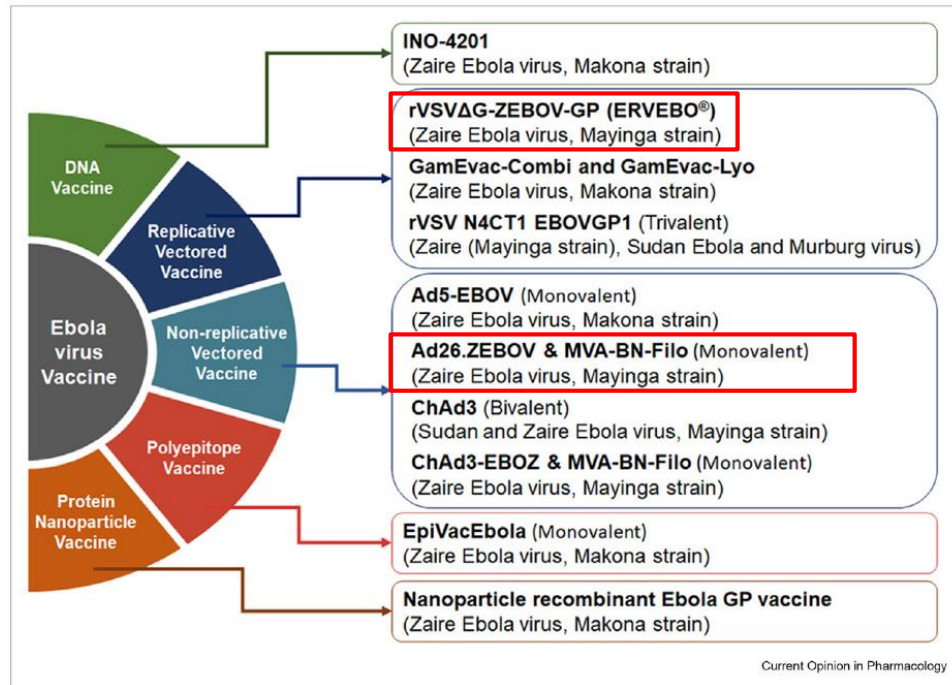 INO-4201
(Zaire Ebola virus, Makona strain)
rVSVΔG-ZEBOV-GP (ERVEBO®)
(Zaire Ebola virus, Mayinga strain)
GamEvac-Combi and GamEvac-Lyo
(Zaire Ebola virus, Makona strain)
rVSV N4CT1 EBOVGP1 (Trivalent)
(Zaire (Mayinga strain), Sudan Ebola and Murburg virus)
Ad5-EBOV (Monovalent)
(Zaire Ebola virus, Makona strain)
Ad26.ZEBOV & MVA-BN-Filo (Monovalent)
(Zaire Ebola virus, Mayinga strain)
ChAd3 (Bivalent)
(Sudan and Zaire Ebola virus, Mayinga strain)
ChAd3-EBOZ & MVA-BN-Filo (Monovalent)
(Zaire Ebola virus, Mayinga strain)
EpiVacEbola (Monovalent)
(Zaire Ebola virus, Makona strain)
Nanoparticle recombinant Ebola GP vaccine
(Zaire Ebola virus, Makona strain)
DNA
Vaccine
Replicative
Vectored
Vaccine
Non-replicative
Vectored
Vaccine
Polyepitope
Vaccine
Protein
Nanoparticle
Vaccine
Ebola
virus
Vaccine
Current Opinion in Pharmacology